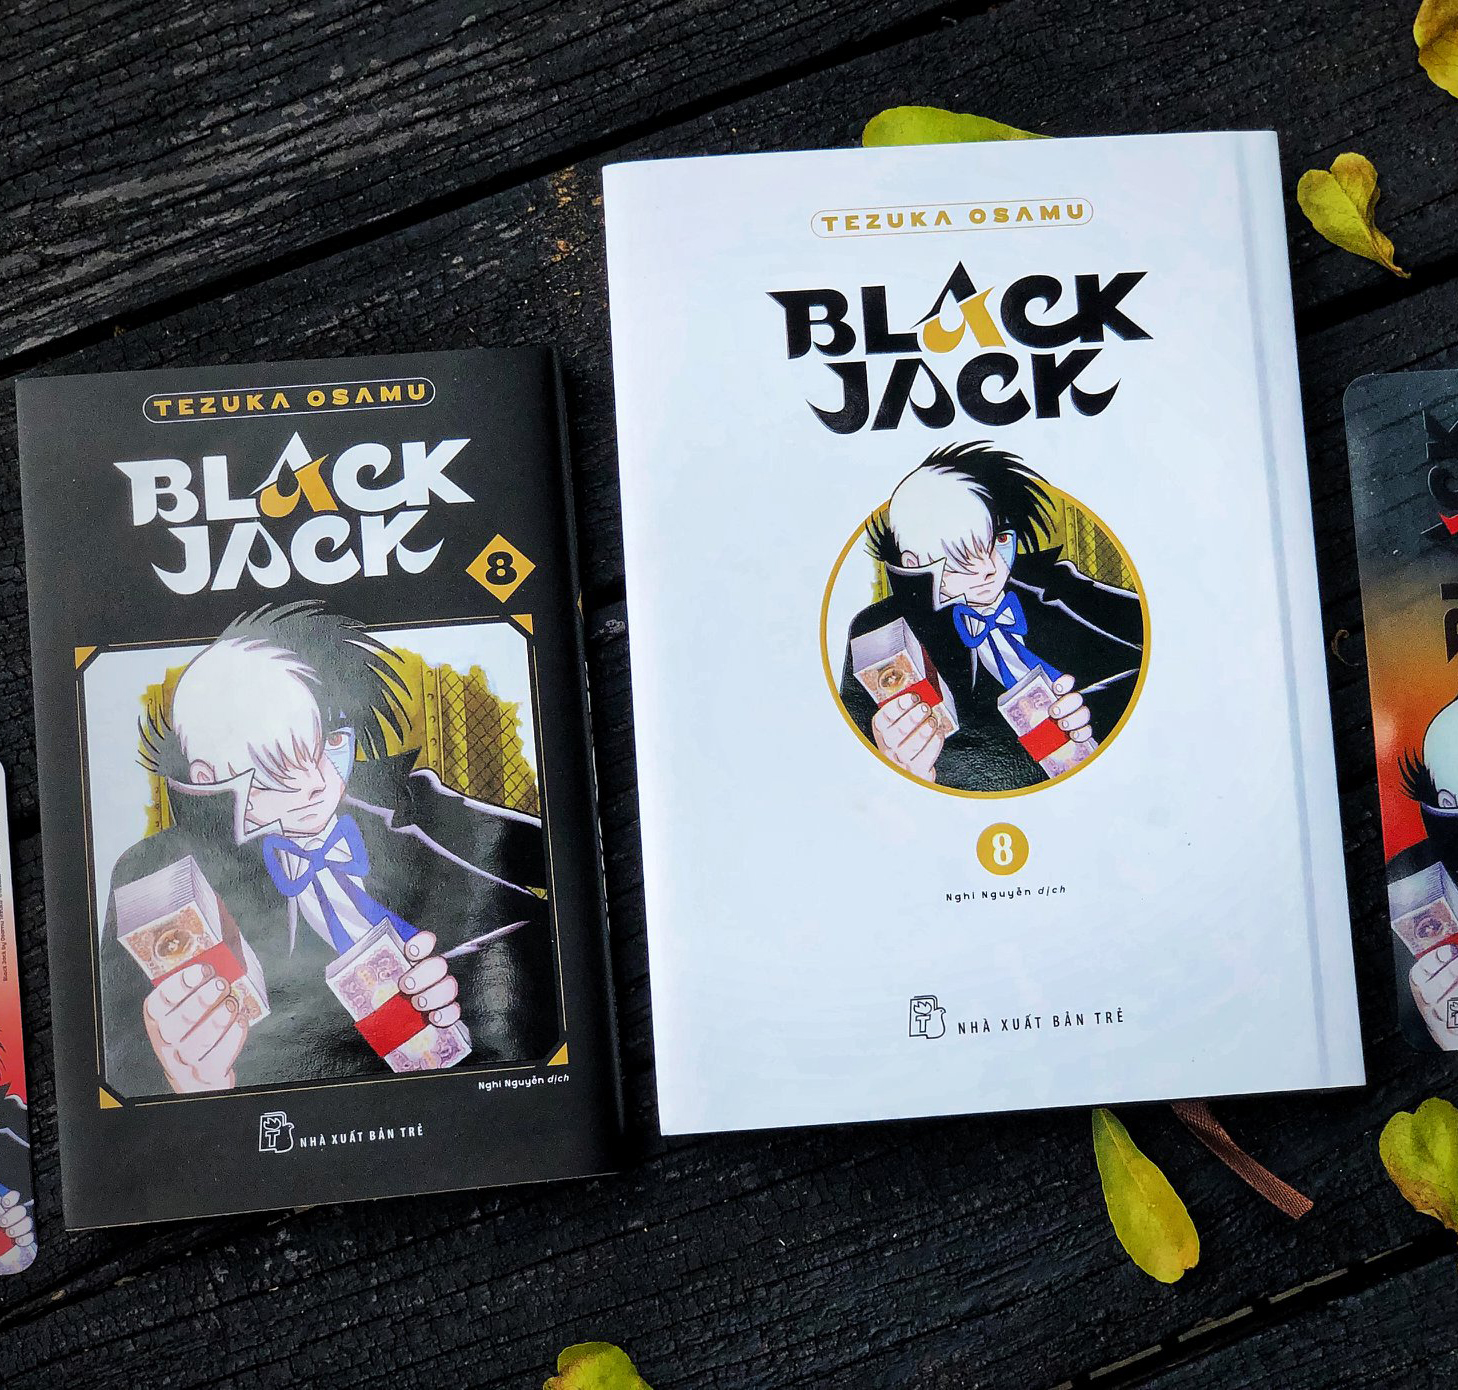 TEZUKA OSAMU
BLACK
JACK
8
Nghi Nguyễn dịch
NHÀ XUẤT BẢN TRẺ
TEZUKA OSAMU
BLACK
JACK
8
Nghi Nguyễn dịch
NHÀ XUẤT BẢN TRẺ